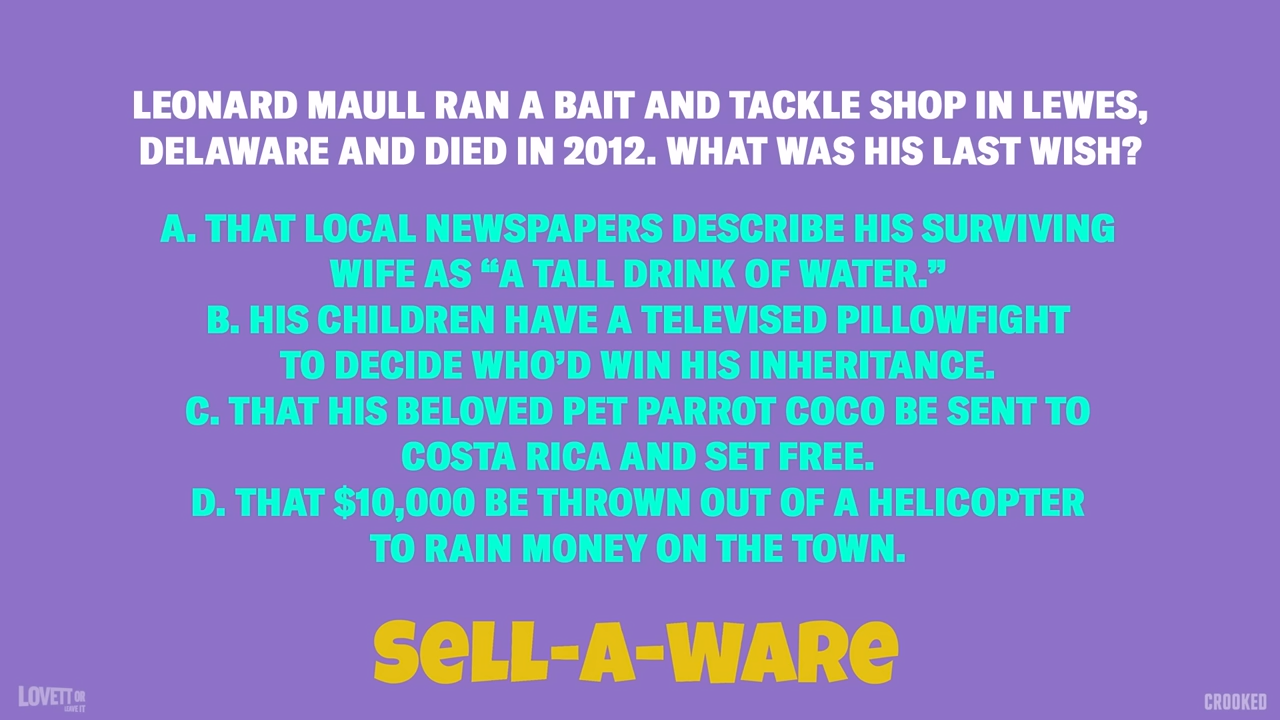 LEONARD MAULL RAN A BAIT AND TACKLE SHOP IN LEWES,
DELAWARE AND DIED IN 2012. WHAT WAS HIS LAST WISH?
A. THAT LOCAL NEWSPAPERS DESCRIBE HIS SURVIVING
WIFE AS “A TALL DRINK OF WATER.”
B. HIS CHILDREN HAVE A TELEVISED PILLOWFIGHT
TO DECIDE WHO’D WIN HIS INHERITANCE.
C. THAT HIS BELOVED PET PARROT COCO BE SENT TO
COSTA RICA AND SET FREE.
D. THAT $10,000 BE THROWN OUT OF A HELICOPTER
TO RAIN MONEY ON THE TOWN.
SeLL-A-WARe
LOVETT OR
LEAVE IT
CROOKED